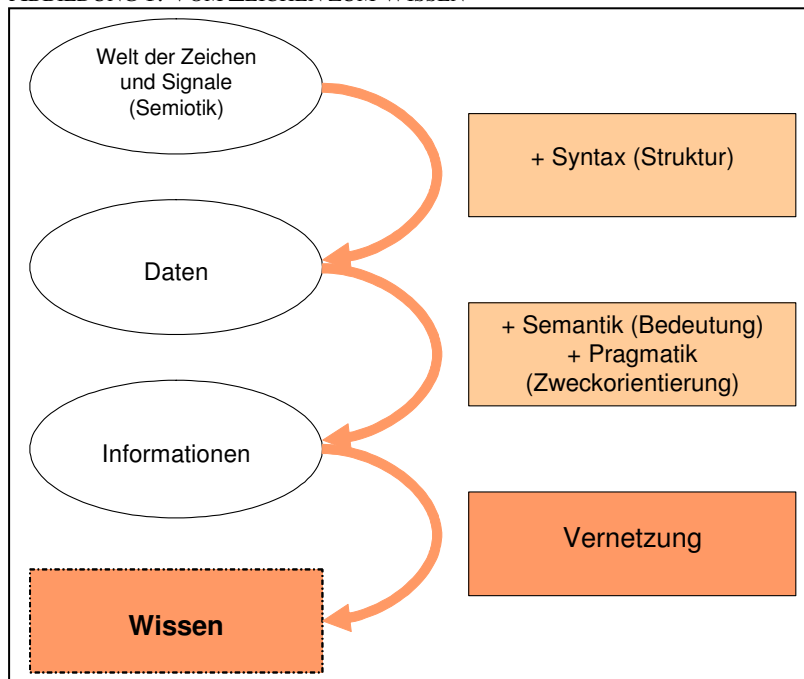 Welt der Zeichen
und Signale
(Semiotik)
+ Syntax (Struktur)
Daten
+ Semantik (Bedeutung)
+ Pragmatik
(Zweckorientierung)
Informationen
Vernetzung
Wissen